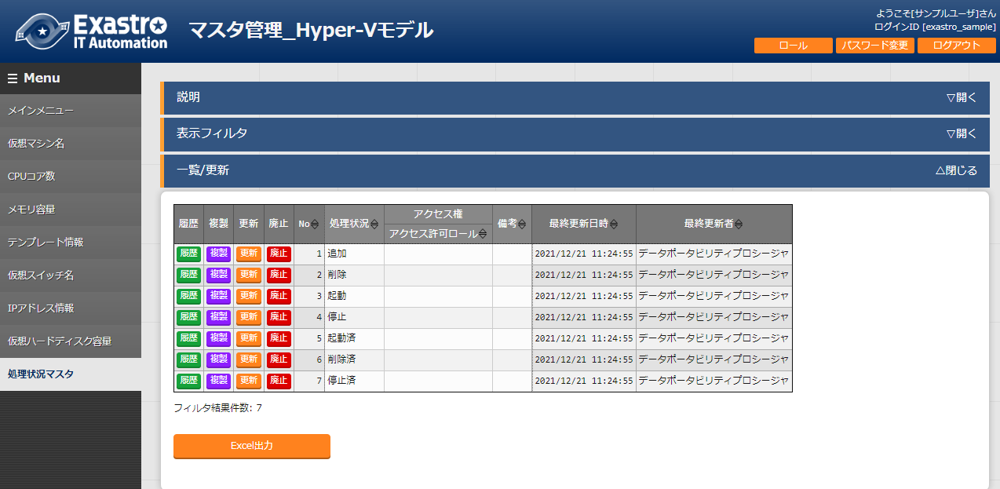 Exastro
IT Automation
マスタ管理_Hyper-Vモデル
ようこそ[サンプルユーザ]さん
ログインID [exastro_sample]
ロール パスワード変更 ログアウト
Menu
メインメニュー
仮想マシン名
CPUコア数
メモリ容量
テンプレート情報
仮想スイッチ名
IPアドレス情報
仮想ハードディスク容量
処理状況マスタ
説明 ▽開く
表示フィルタ ▽開く
一覧/更新 △閉じる
履歴 複製 更新 廃止 No 処理状況 アクセス権 備考 最終更新日時 最終更新者
アクセス許可ロール
履歴 複製 更新 廃止 1 追加 2021/12/21 11:24:55 データポータビリティプロシージャ
履歴 複製 更新 廃止 2 削除 2021/12/21 11:24:55 データポータビリティプロシージャ
履歴 複製 更新 廃止 3 起動 2021/12/21 11:24:55 データポータビリティプロシージャ
履歴 複製 更新 廃止 4 停止 2021/12/21 11:24:55 データポータビリティプロシージャ
履歴 複製 更新 廃止 5 起動済 2021/12/21 11:24:55 データポータビリティプロシージャ
履歴 複製 更新 廃止 6 削除済 2021/12/21 11:24:55 データポータビリティプロシージャ
履歴 複製 更新 廃止 7 停止済 2021/12/21 11:24:55 データポータビリティプロシージャ
フィルタ結果件数: 7
Excel出力